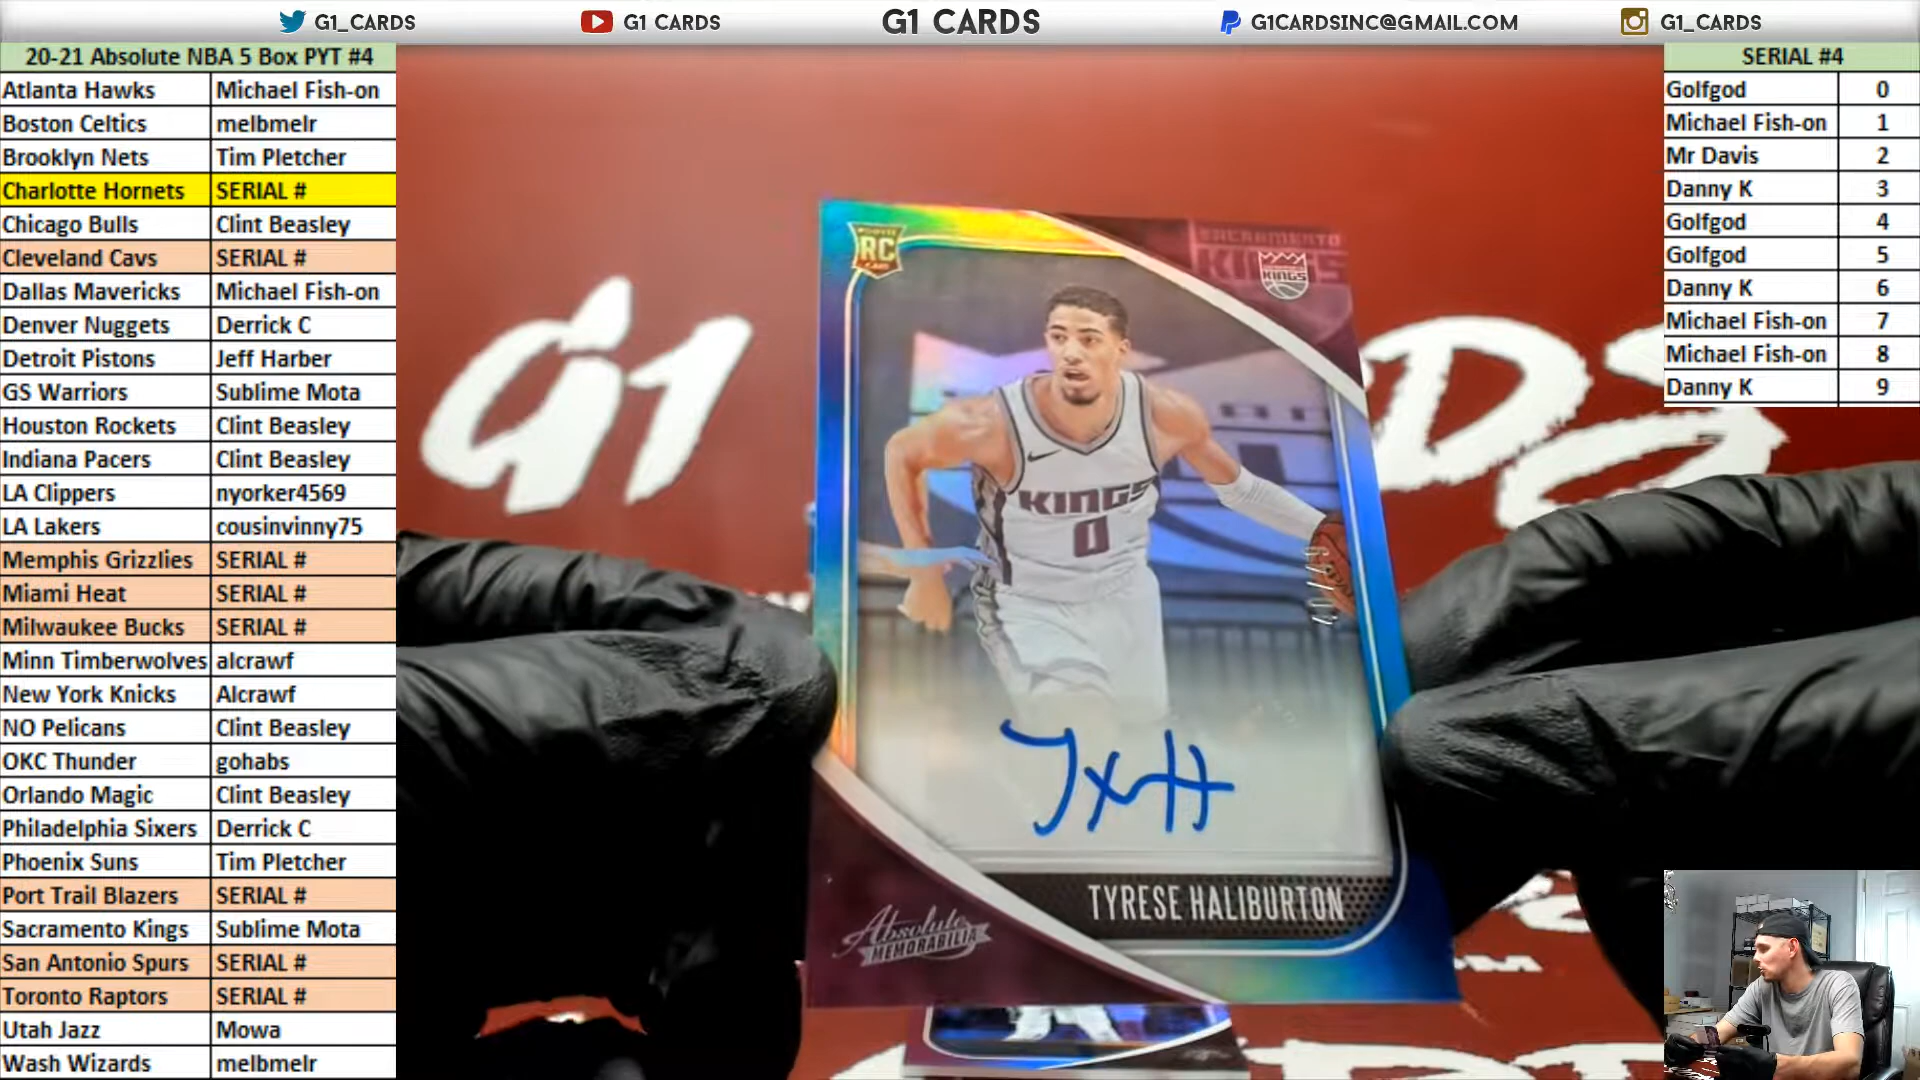 G1_CARDS G1 CARDS G1 CARDS G1CARDSINC@GMAIL.COM G1_CARDS
20-21 Absolute NBA 5 Box PYT #4
Atlanta Hawks Michael Fish-on
Boston Celtics melbmelr
Brooklyn Nets Tim Pletcher
Charlotte Hornets SERIAL #
Chicago Bulls Clint Beasley
Cleveland Cavs SERIAL #
Dallas Mavericks Michael Fish-on
Denver Nuggets Derrick C
Detroit Pistons Jeff Harber
GS Warriors Sublime Mota
Houston Rockets Clint Beasley
Indiana Pacers Clint Beasley
LA Clippers nyorker4569
LA Lakers cousinvinny75
Memphis Grizzlies SERIAL #
Miami Heat SERIAL #
Milwaukee Bucks SERIAL #
Minn Timberwolves alcrawf
New York Knicks Alcrawf
NO Pelicans Clint Beasley
OKC Thunder gohabs
Orlando Magic Clint Beasley
Philadelphia Sixers Derrick C
Phoenix Suns Tim Pletcher
Port Trail Blazers SERIAL #
Sacramento Kings Sublime Mota
San Antonio Spurs SERIAL #
Toronto Raptors SERIAL #
Utah Jazz Mowa
Wash Wizards melbmelr
SERIAL #4
Golfgod 0
Michael Fish-on 1
Mr Davis 2
Danny K 3
Golfgod 4
Golfgod 5
Danny K 6
Michael Fish-on 7
Michael Fish-on 8
Danny K 9
G1
RC
SACRAMENTO
KINGS
KINGS
KINGS
0
TxH
TYRESE HALIBURTON
Absolute
MEMORABILIA